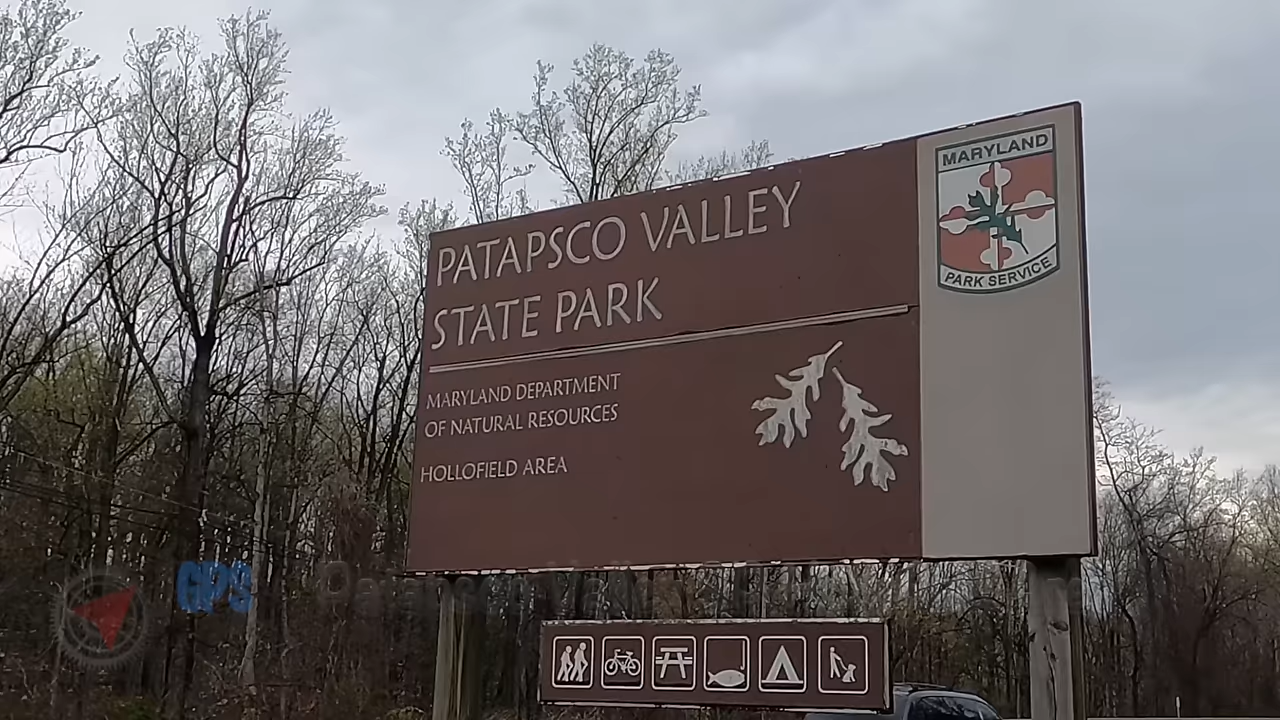 PATAPSCO VALLEY
STATE PARK
MARYLAND DEPARTMENT
OF NATURAL RESOURCES
HOLLOFIELD AREA
MARYLAND
PARK SERVICE
GPS